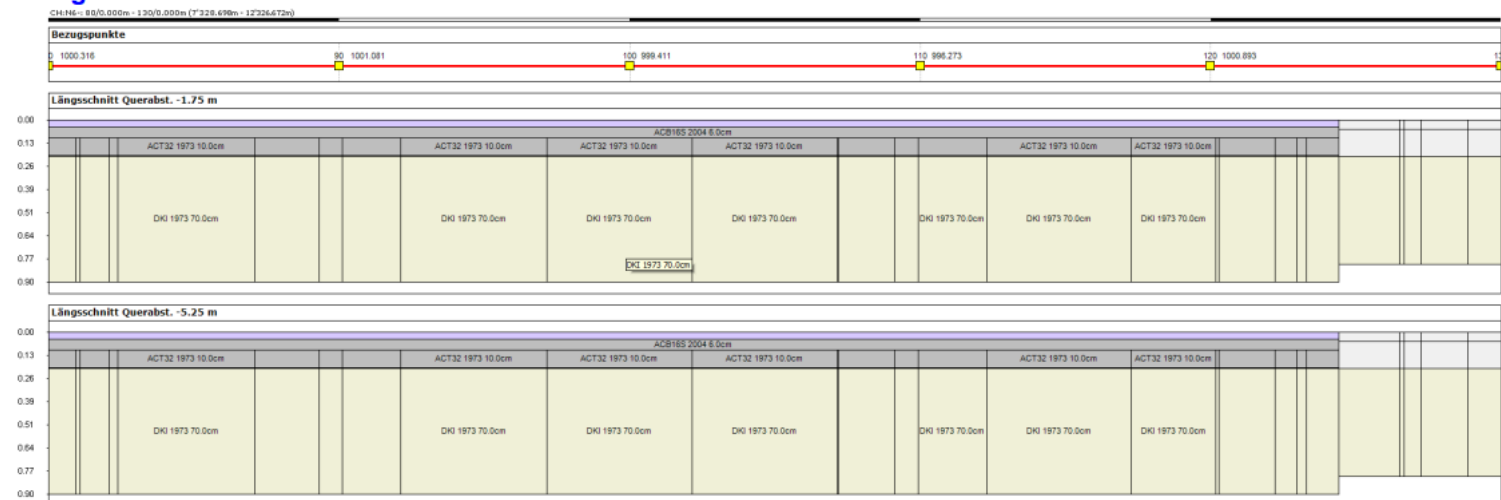 CH:N6-: 80/0.000m - 130/0.000m (7'328.698m - 12'326.672m)
Bezugspunkte
0 1000.316 90 1001.081 100 999.411 110 996.273 120 1000.893
Längsschnitt Querabst. -1.75 m
0.00
ACB16S 2004 6.0cm
0.13 ACT32 1973 10.0cm ACT32 1973 10.0cm ACT32 1973 10.0cm ACT32 1973 10.0cm ACT32 1973 10.0cm ACT32 1973 10.0cm
0.26
0.39
0.51 DKI 1973 70.0cm DKI 1973 70.0cm DKI 1973 70.0cm DKI 1973 70.0cm DKI 1973 70.0cm DKI 1973 70.0cm DKI 1973 70.0cm
0.64
0.77 DKI 1973 70.0cm
0.90
Längsschnitt Querabst. -5.25 m
0.00
ACB16S 2004 6.0cm
0.13 ACT32 1973 10.0cm ACT32 1973 10.0cm ACT32 1973 10.0cm ACT32 1973 10.0cm ACT32 1973 10.0cm ACT32 1973 10.0cm
0.26
0.39
0.51 DKI 1973 70.0cm DKI 1973 70.0cm DKI 1973 70.0cm DKI 1973 70.0cm DKI 1973 70.0cm DKI 1973 70.0cm DKI 1973 70.0cm
0.64
0.77
0.90